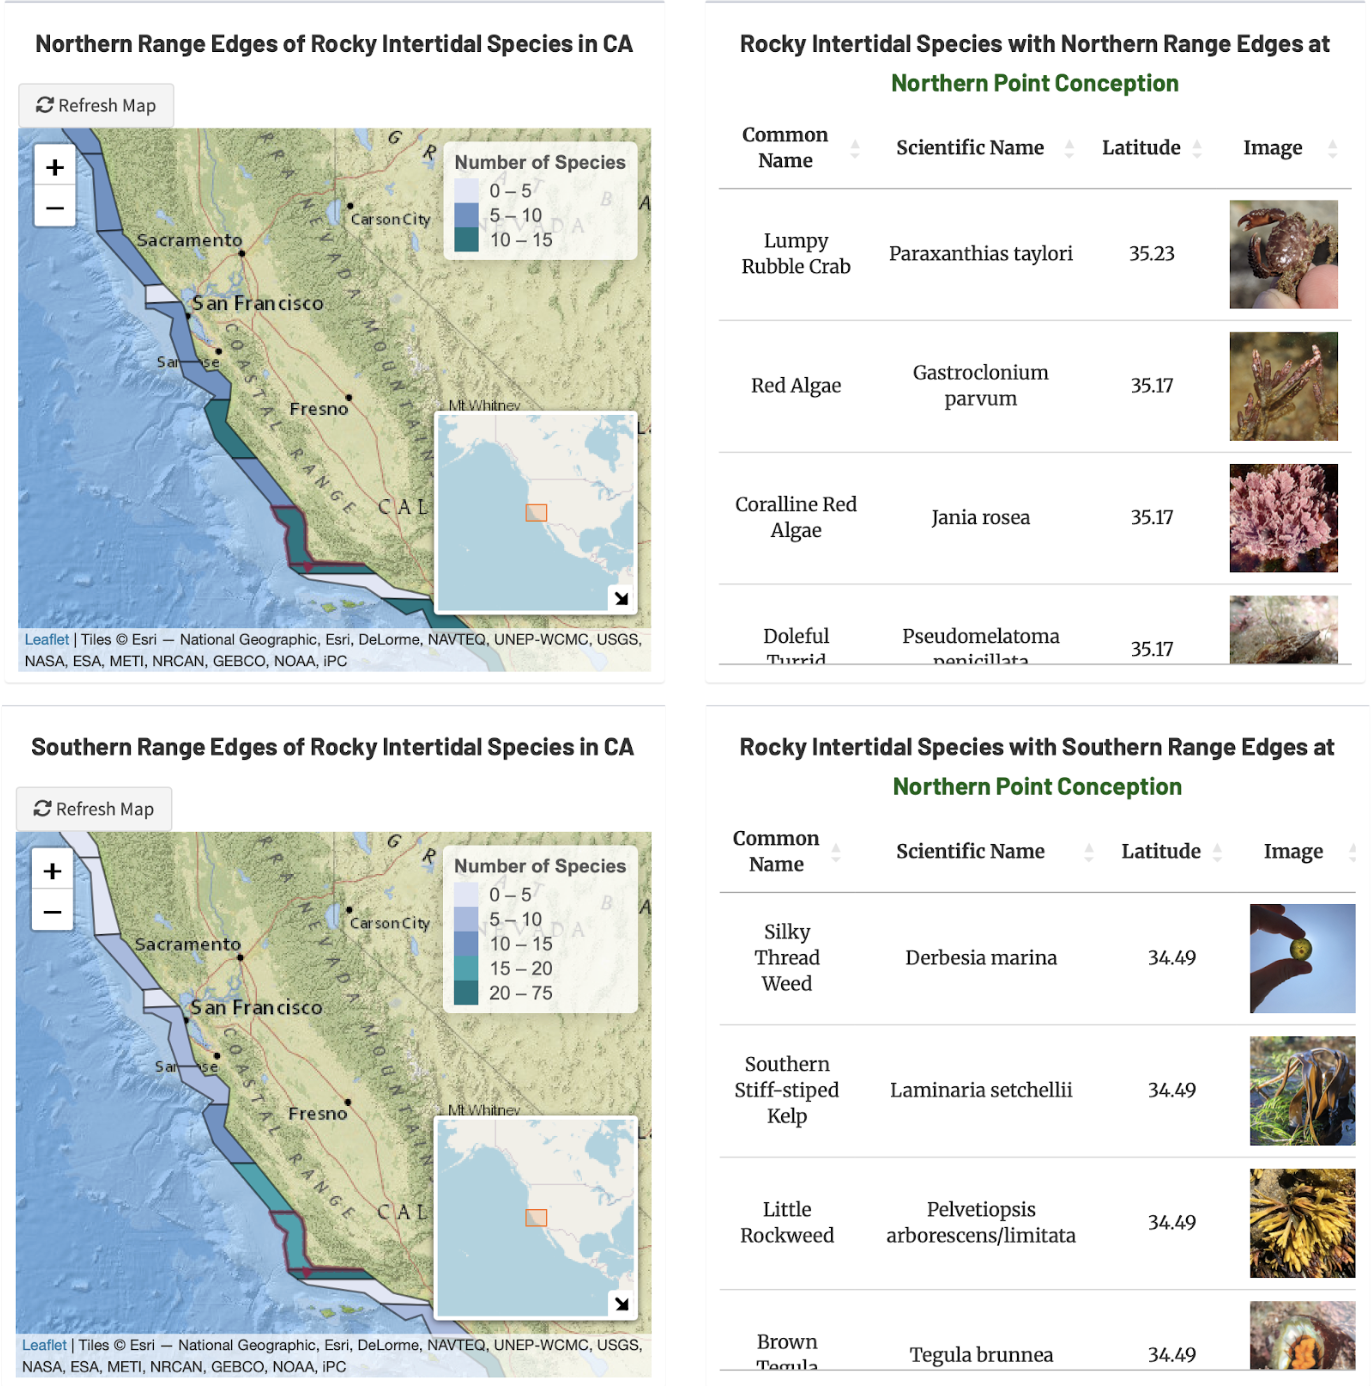 Northern Range Edges of Rocky Intertidal Species in CA
Refresh Map
+
−
Number of Species
0 – 5
5 – 10
10 – 15
Carson City
NEVADA
Sacramento
San Francisco
COASTAL RANGE
Fresno
Mt Whitney
CAL
Leaflet | Tiles © Esri — National Geographic, Esri, DeLorme, NAVTEQ, UNEP-WCMC, USGS,
NASA, ESA, METI, NRCAN, GEBCO, NOAA, iPC
Rocky Intertidal Species with Northern Range Edges at
Northern Point Conception
Common
Name
Scientific Name
Latitude
Image
Lumpy
Rubble Crab
Paraxanthias taylori
35.23
Red Algae
Gastroclonium
parvum
35.17
Coralline Red
Algae
Jania rosea
35.17
Doleful
Turrid
Pseudomelatoma
penicillata
35.17
Southern Range Edges of Rocky Intertidal Species in CA
Refresh Map
+
−
Number of Species
0 – 5
5 – 10
10 – 15
15 – 20
20 – 75
Carson City
NEVADA
Sacramento
San Francisco
COASTAL RANGE
Fresno
Mt Whitney
CAL
Leaflet | Tiles © Esri — National Geographic, Esri, DeLorme, NAVTEQ, UNEP-WCMC, USGS,
NASA, ESA, METI, NRCAN, GEBCO, NOAA, iPC
Rocky Intertidal Species with Southern Range Edges at
Northern Point Conception
Common
Name
Scientific Name
Latitude
Image
Silky
Thread
Weed
Derbesia marina
34.49
Southern
Stiff-stiped
Kelp
Laminaria setchellii
34.49
Little
Rockweed
Pelvetiopsis
arborescens/limitata
34.49
Brown
Tegula
Tegula brunnea
34.49